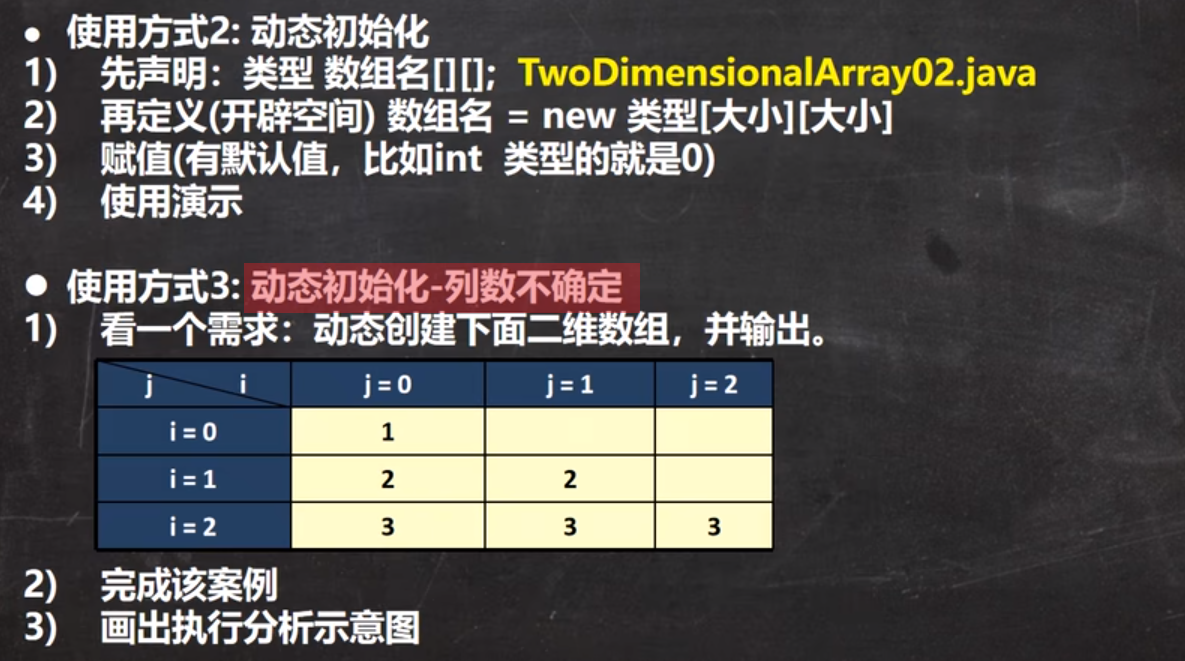 ● 使用方式2: 动态初始化
1) 先声明：类型 数组名[][]; TwoDimensionalArray02.java
2) 再定义(开辟空间) 数组名 = new 类型[大小][大小]
3) 赋值(有默认值，比如int 类型的就是0)
4) 使用演示
● 使用方式3: 动态初始化-列数不确定
1) 看一个需求：动态创建下面二维数组，并输出。
j i j = 0 j = 1 j = 2
i = 0 1
i = 1 2 2
i = 2 3 3 3
2) 完成该案例
3) 画出执行分析示意图